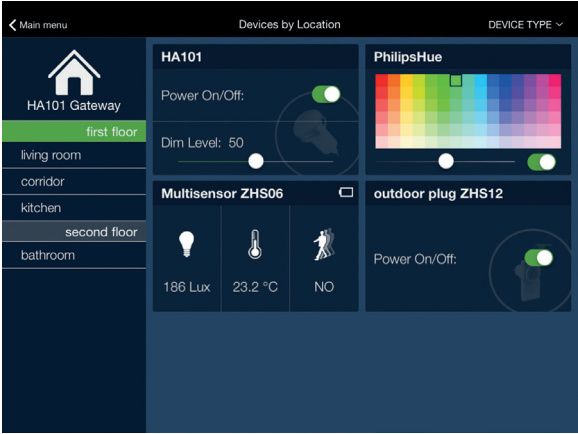 Main menu
Devices by Location
DEVICE TYPE
HA101 Gateway
first floor
living room
corridor
kitchen
second floor
bathroom
HA101
Power On/Off:
Dim Level: 50
PhilipsHue
Multisensor ZHS06
186 Lux
23.2 °C
NO
outdoor plug ZHS12
Power On/Off: